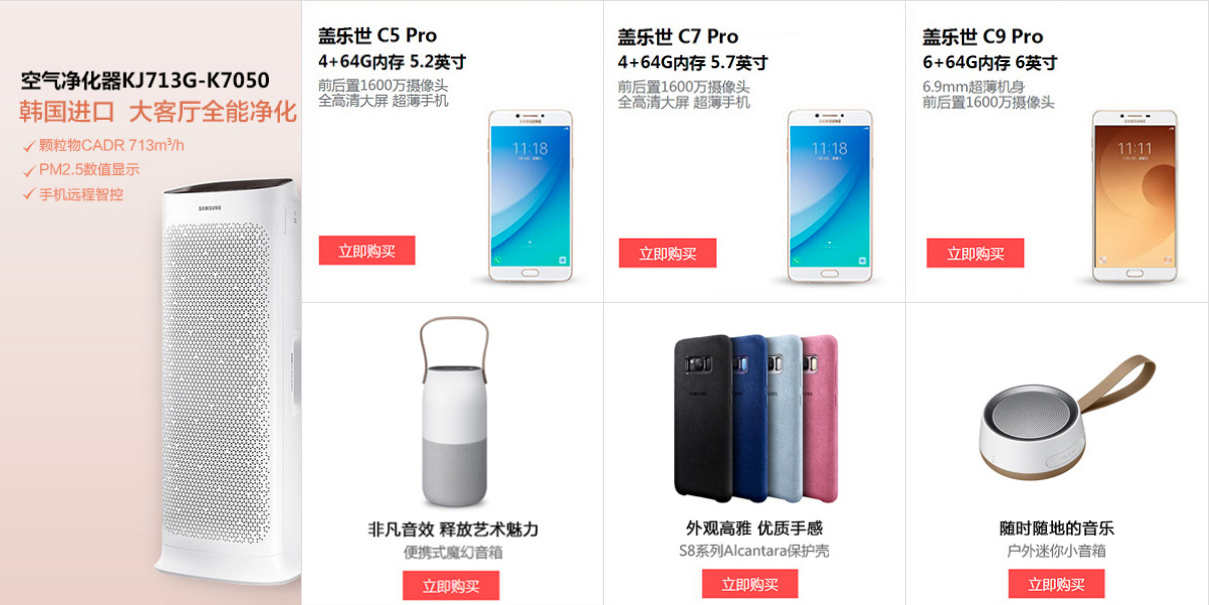 空气净化器KJ713G-K7050
韩国进口 大客厅全能净化
颗粒物CADR 713m³/h
PM2.5数值显示
手机远程智控
SAMSUNG
盖乐世 C5 Pro
4+64G内存 5.2英寸
前后置1600万摄像头
全高清大屏 超薄手机
SAMSUNG
11:18
立即购买
盖乐世 C7 Pro
4+64G内存 5.7英寸
前后置1600万摄像头
全高清大屏 超薄手机
SAMSUNG
11:18
立即购买
盖乐世 C9 Pro
6+64G内存 6英寸
6.9mm超薄机身
前后置1600万摄像头
SAMSUNG
11:11
立即购买
非凡音效 释放艺术魅力
便携式魔幻音箱
立即购买
SAMSUNG
外观高雅 优质手感
S8系列Alcantara保护壳
立即购买
随时随地的音乐
户外迷你小音箱
立即购买